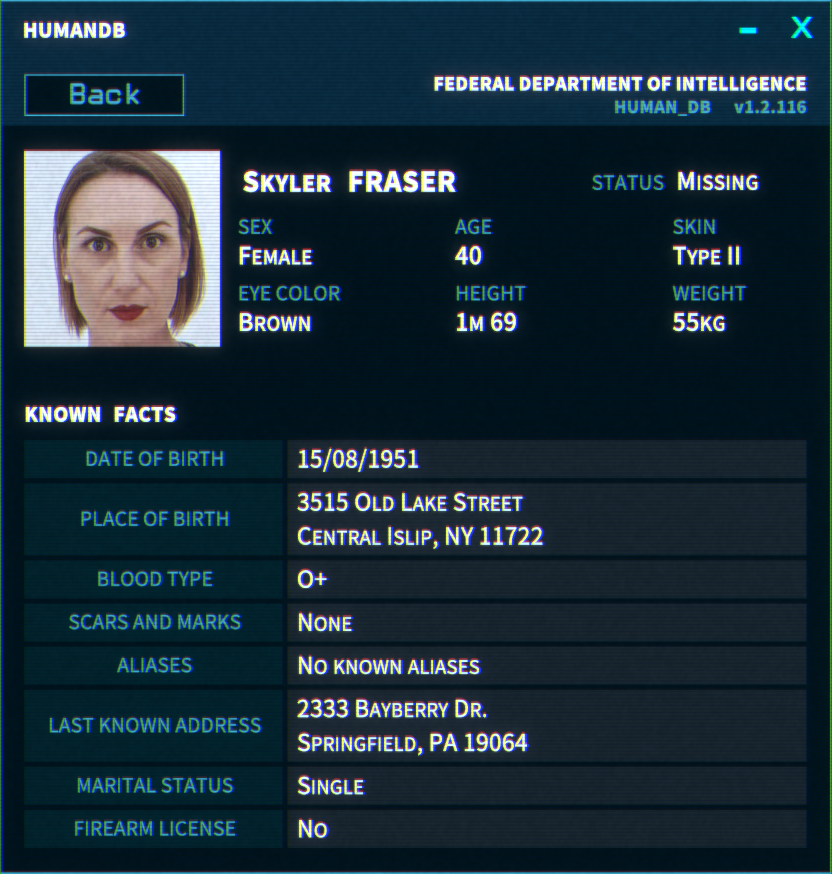 HUMANDB
– X
Back
FEDERAL DEPARTMENT OF INTELLIGENCE
HUMAN_DB v1.2.116
SKYLER FRASER
STATUS MISSING
SEX AGE SKIN
FEMALE 40 TYPE II
EYE COLOR HEIGHT WEIGHT
BROWN 1M 69 55KG
KNOWN FACTS
DATE OF BIRTH 15/08/1951
PLACE OF BIRTH 3515 OLD LAKE STREET
CENTRAL ISLIP, NY 11722
BLOOD TYPE O+
SCARS AND MARKS NONE
ALIASES NO KNOWN ALIASES
LAST KNOWN ADDRESS 2333 BAYBERRY DR.
SPRINGFIELD, PA 19064
MARITAL STATUS SINGLE
FIREARM LICENSE NO